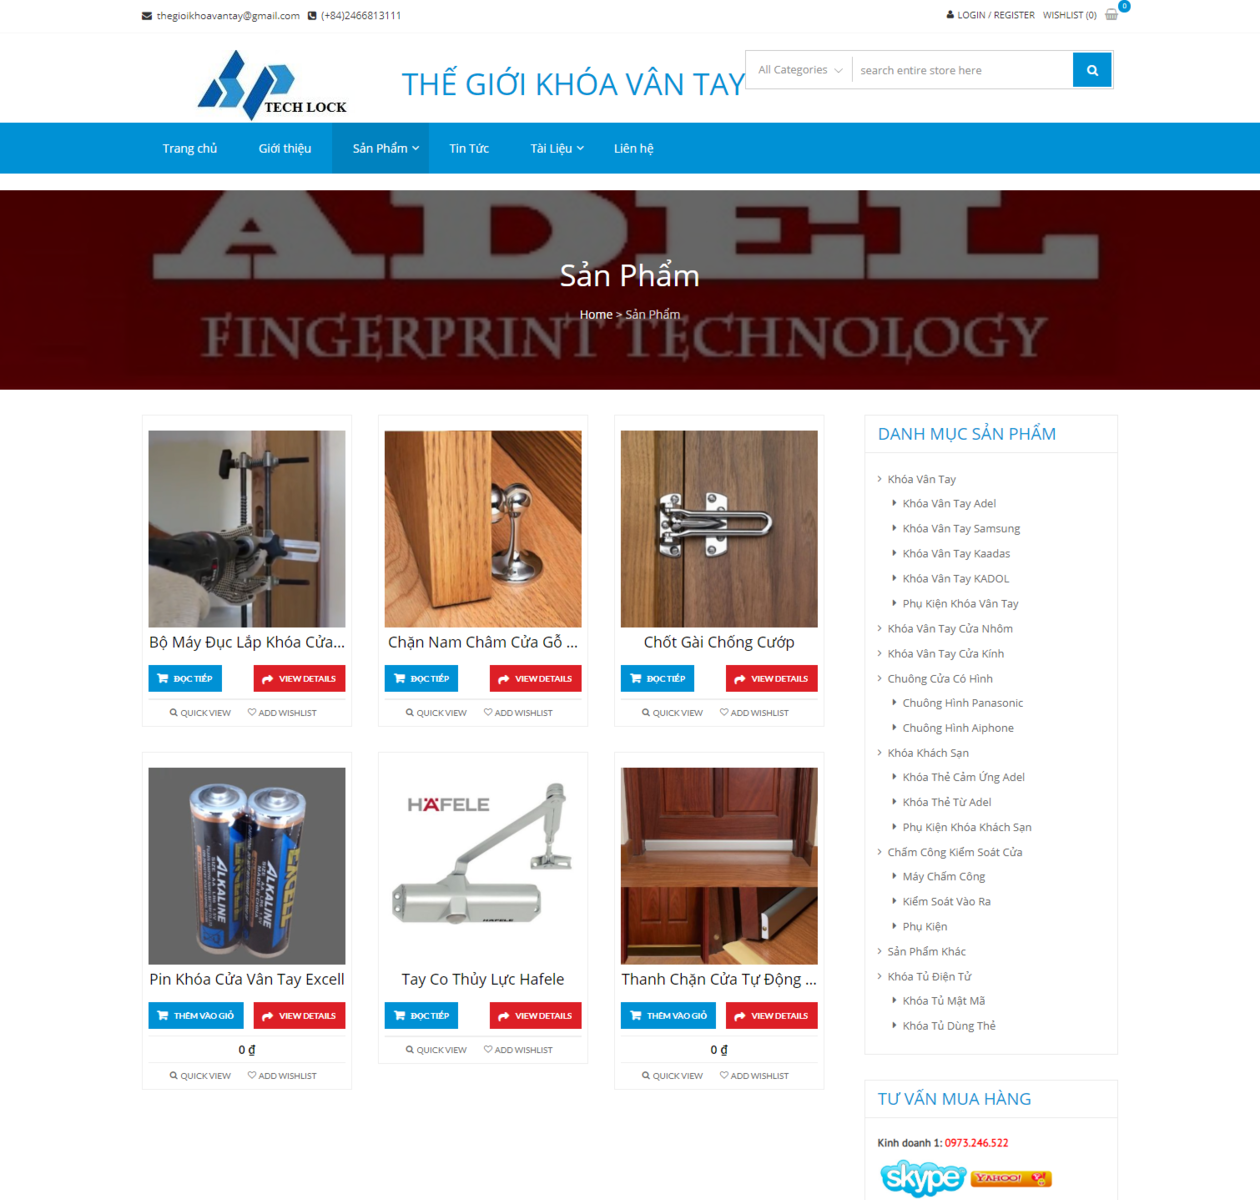 thegioikhoavantay@gmail.com (+84)2466813111
LOGIN / REGISTER WISHLIST (0) 0
TECH LOCK
THẾ GIỚI KHÓA VÂN TAY
All Categories search entire store here
Trang chủ Giới thiệu Sản Phẩm Tin Tức Tài Liệu Liên hệ
ADEL
FINGERPRINT TECHNOLOGY
Sản Phẩm
Home > Sản Phẩm
Bộ Máy Đục Lắp Khóa Cửa...
ĐỌC TIẾP VIEW DETAILS
QUICK VIEW ADD WISHLIST
Chặn Nam Châm Cửa Gỗ ...
ĐỌC TIẾP VIEW DETAILS
QUICK VIEW ADD WISHLIST
Chốt Gài Chống Cướp
ĐỌC TIẾP VIEW DETAILS
QUICK VIEW ADD WISHLIST
EXCELL
ALKALINE
ALKALINE
EXCELL
Pin Khóa Cửa Vân Tay Excell
THÊM VÀO GIỎ VIEW DETAILS
0 ₫
QUICK VIEW ADD WISHLIST
HÄFELE
HÄFELE
Tay Co Thủy Lực Hafele
ĐỌC TIẾP VIEW DETAILS
QUICK VIEW ADD WISHLIST
Thanh Chặn Cửa Tự Động ...
THÊM VÀO GIỎ VIEW DETAILS
0 ₫
QUICK VIEW ADD WISHLIST
DANH MỤC SẢN PHẨM
Khóa Vân Tay
Khóa Vân Tay Adel
Khóa Vân Tay Samsung
Khóa Vân Tay Kaadas
Khóa Vân Tay KADOL
Phụ Kiện Khóa Vân Tay
Khóa Vân Tay Cửa Nhôm
Khóa Vân Tay Cửa Kính
Chuông Cửa Có Hình
Chuông Hình Panasonic
Chuông Hình Aiphone
Khóa Khách Sạn
Khóa Thẻ Cảm Ứng Adel
Khóa Thẻ Từ Adel
Phụ Kiện Khóa Khách Sạn
Chấm Công Kiểm Soát Cửa
Máy Chấm Công
Kiểm Soát Vào Ra
Phụ Kiện
Sản Phẩm Khác
Khóa Tủ Điện Tử
Khóa Tủ Mật Mã
Khóa Tủ Dùng Thẻ
TƯ VẤN MUA HÀNG
Kinh doanh 1: 0973.246.522
skype YAHOO!